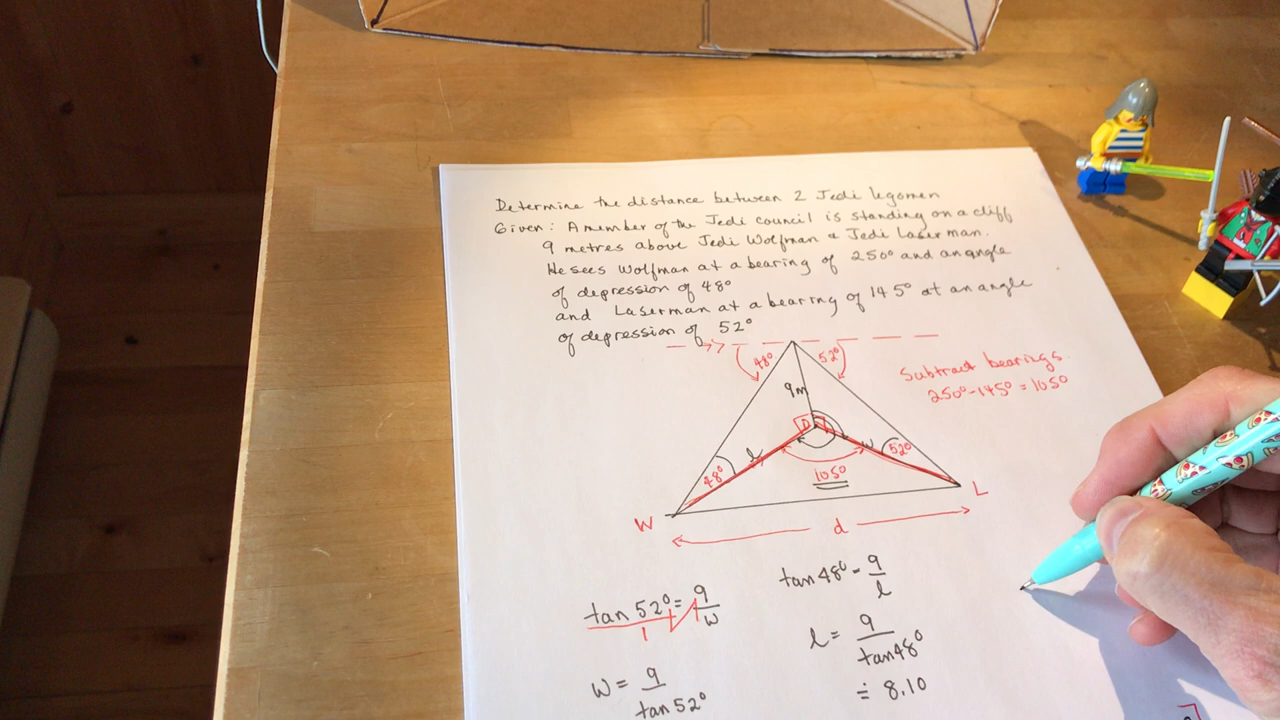 Determine the distance between 2 Jedi legomen
Given: A member of the Jedi council is standing on a cliff
9 metres above Jedi Wolfman & Jedi Laserman.
He sees Wolfman at a bearing of 250° and an angle
of depression of 48°
and Laserman at a bearing of 145° at an angle
of depression of 52°
48° 52°
Subtract bearings
250° - 145° = 105°
9m
D
l w
48° 105° 52°
W L
d
tan 52° = 9/w
1
w = 9/tan 52°
tan 48° = 9/l
l = 9/tan 48°
≐ 8.10